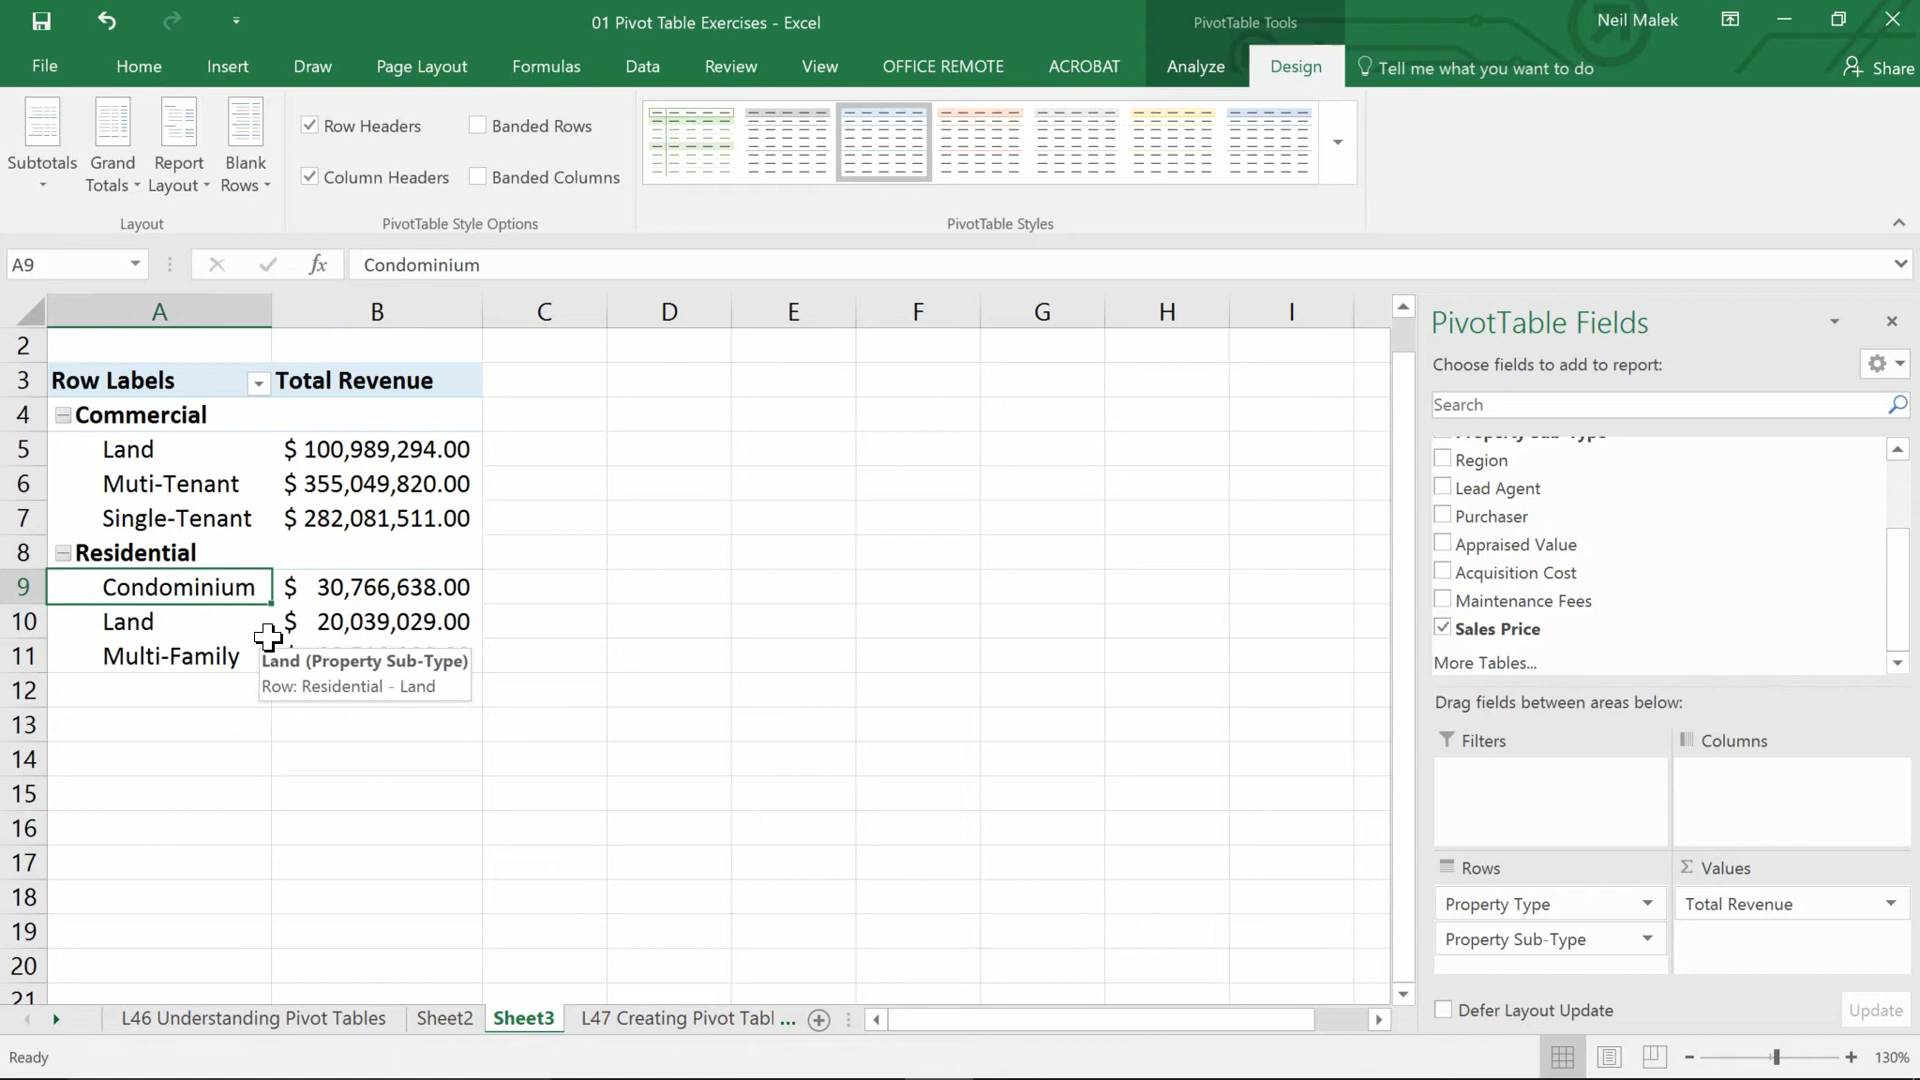 01 Pivot Table Exercises - Excel
PivotTable Tools
Neil Malek
File Home Insert Draw Page Layout Formulas Data Review View OFFICE REMOTE ACROBAT Analyze Design Tell me what you want to do Share
Subtotals
Grand Totals
Report Layout
Blank Rows
Layout
Row Headers Banded Rows
Column Headers Banded Columns
PivotTable Style Options
PivotTable Styles
A9 fx Condominium
A B C D E F G H I
2
3 Row Labels Total Revenue
4 Commercial
5 Land $ 100,989,294.00
6 Muti-Tenant $ 355,049,820.00
7 Single-Tenant $ 282,081,511.00
8 Residential
9 Condominium $ 30,766,638.00
10 Land $ 20,039,029.00
11 Multi-Family
Land (Property Sub-Type)
Row: Residential - Land
12
13
14
15
16
17
18
19
20
21
PivotTable Fields
Choose fields to add to report:
Search
Property Sub-Type
Region
Lead Agent
Purchaser
Appraised Value
Acquisition Cost
Maintenance Fees
Sales Price
More Tables...
Drag fields between areas below:
Filters Columns
Rows Σ Values
Property Type Total Revenue
Property Sub-Type
Defer Layout Update Update
L46 Understanding Pivot Tables Sheet2 Sheet3 L47 Creating Pivot Tabl ...
Ready
130%